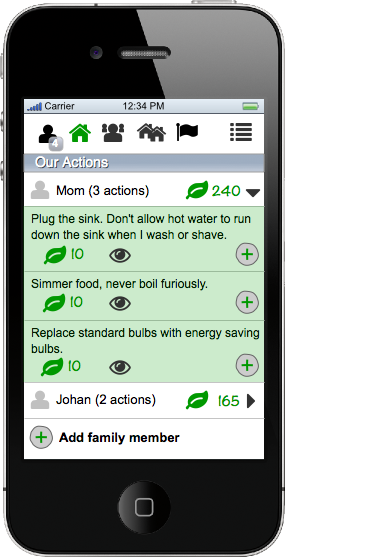 Carrier 12:34 PM
4
Our Actions
Mom (3 actions) 240
Plug the sink. Don't allow hot water to run
down the sink when I wash or shave.
10
Simmer food, never boil furiously.
10
Replace standard bulbs with energy saving
bulbs.
10
Johan (2 actions) 165
Add family member